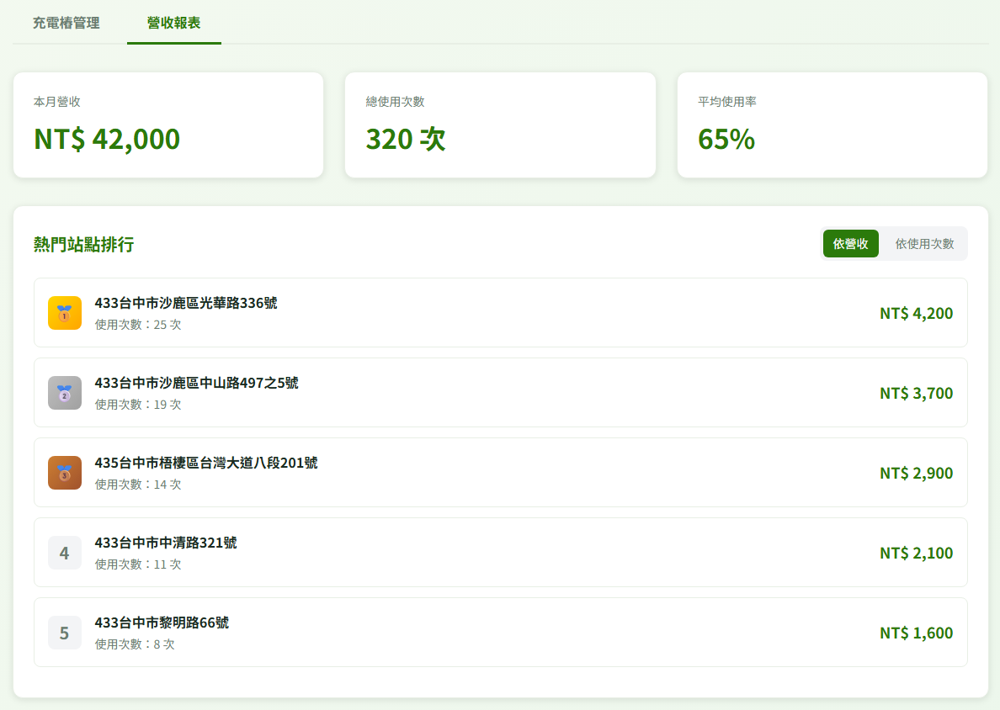 充電樁管理
營收報表
本月營收
NT$ 42,000
總使用次數
320 次
平均使用率
65%
熱門站點排行
依營收
依使用次數
1
433台中市沙鹿區光華路336號
使用次數：25 次
NT$ 4,200
2
433台中市沙鹿區中山路497之5號
使用次數：19 次
NT$ 3,700
3
435台中市梧棲區台灣大道八段201號
使用次數：14 次
NT$ 2,900
4
433台中市中清路321號
使用次數：11 次
NT$ 2,100
5
433台中市黎明路66號
使用次數：8 次
NT$ 1,600